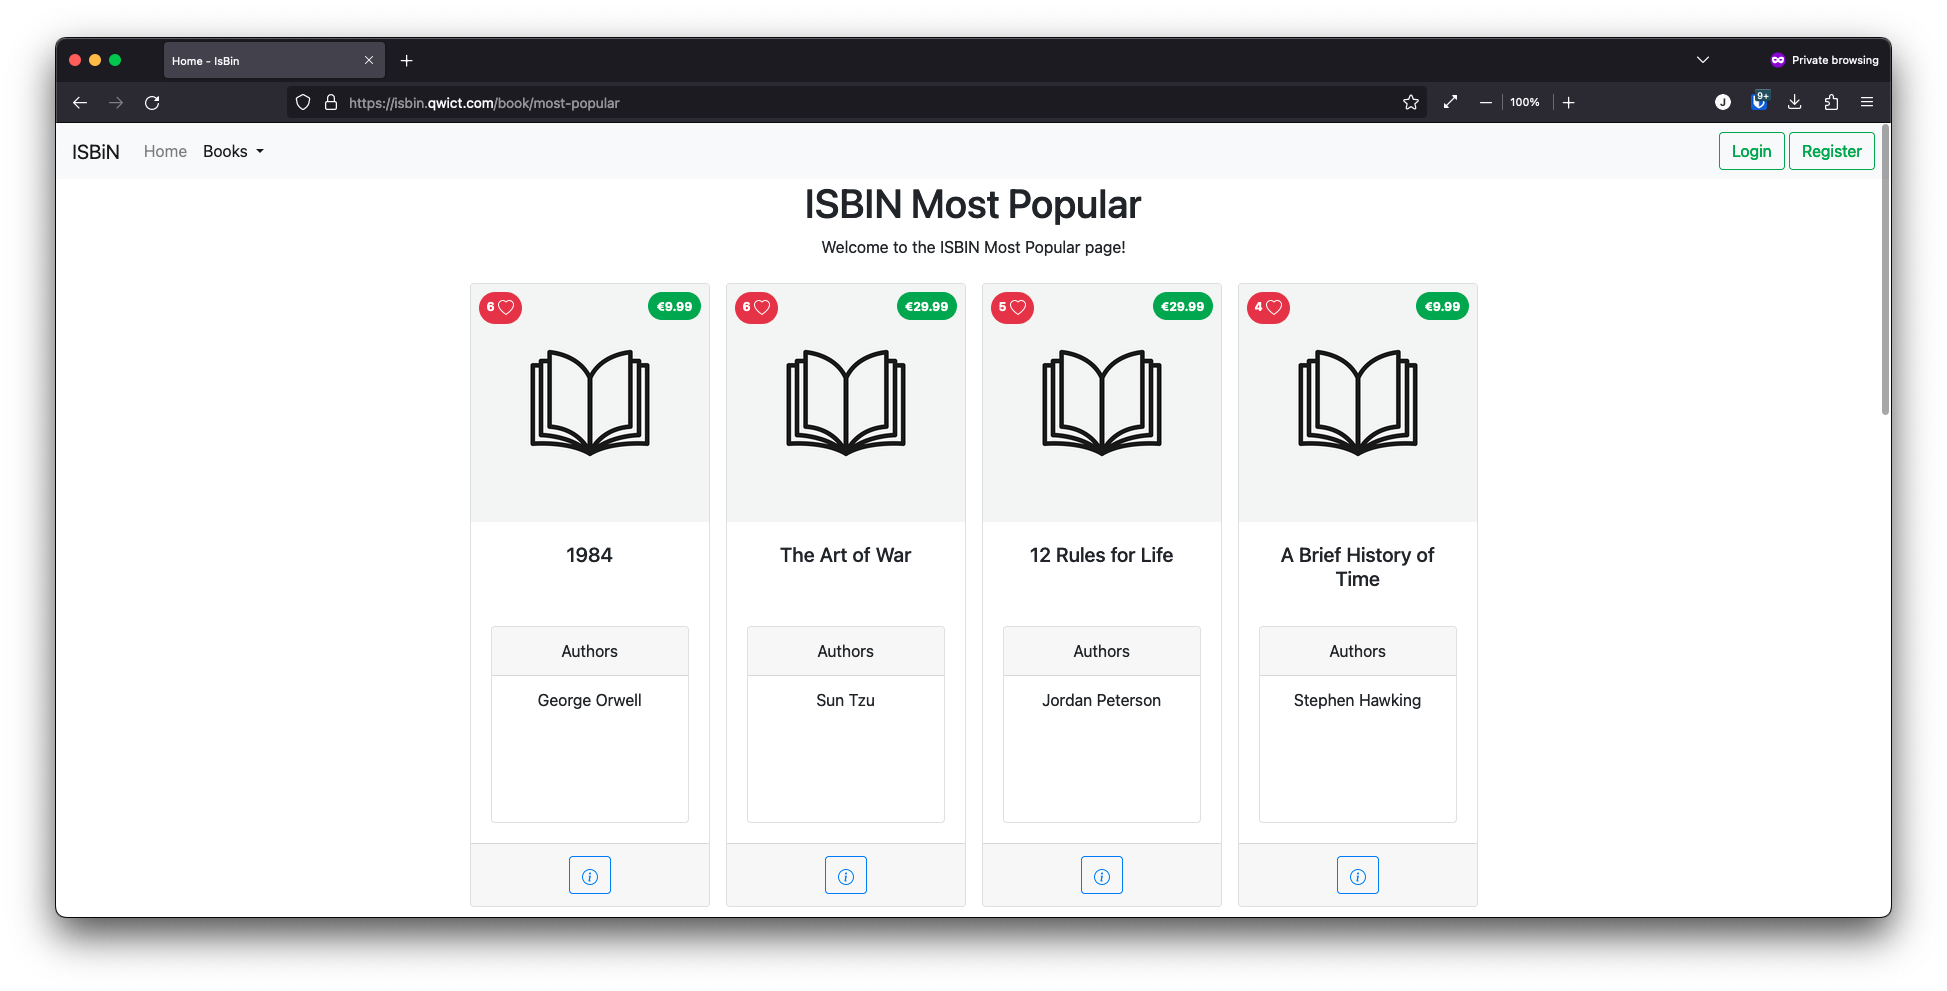 Home - IsBin
Private browsing
https://isbin.qwict.com/book/most-popular
100%
J
9+
ISBiN
Home
Books
Login
Register
ISBIN Most Popular
Welcome to the ISBIN Most Popular page!
6
€9.99
6
€29.99
5
€29.99
4
€9.99
1984
The Art of War
12 Rules for Life
A Brief History of
Time
Authors
Authors
Authors
Authors
George Orwell
Sun Tzu
Jordan Peterson
Stephen Hawking